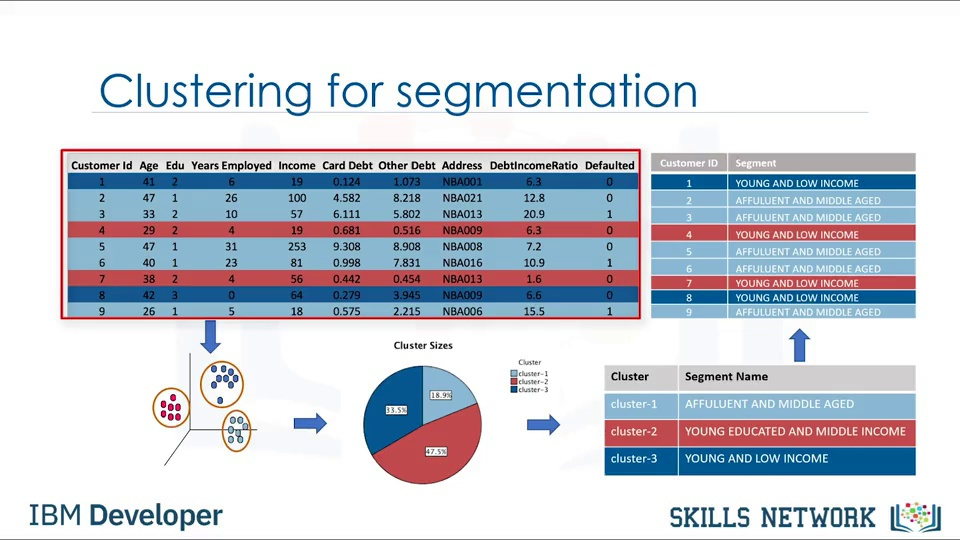 Clustering for segmentation
Customer Id Age Edu Years Employed Income Card Debt Other Debt Address DebtIncomeRatio Defaulted
1 41 2 6 19 0.124 1.073 NBA001 6.3 0
2 47 1 26 100 4.582 8.218 NBA021 12.8 0
3 33 2 10 57 6.111 5.802 NBA013 20.9 1
4 29 2 4 19 0.681 0.516 NBA009 6.3 0
5 47 1 31 253 9.308 8.908 NBA008 7.2 0
6 40 1 23 81 0.998 7.831 NBA016 10.9 1
7 38 2 4 56 0.442 0.454 NBA013 1.6 0
8 42 3 0 64 0.279 3.945 NBA009 6.6 0
9 26 1 5 18 0.575 2.215 NBA006 15.5 1
Customer ID Segment
1 YOUNG AND LOW INCOME
2 AFFULUENT AND MIDDLE AGED
3 AFFULUENT AND MIDDLE AGED
4 YOUNG AND LOW INCOME
5 AFFULUENT AND MIDDLE AGED
6 AFFULUENT AND MIDDLE AGED
7 YOUNG AND LOW INCOME
8 YOUNG AND LOW INCOME
9 AFFULUENT AND MIDDLE AGED
Cluster Sizes
18.9%
33.5%
47.5%
Cluster
cluster-1
cluster-2
cluster-3
Cluster Segment Name
cluster-1 AFFULUENT AND MIDDLE AGED
cluster-2 YOUNG EDUCATED AND MIDDLE INCOME
cluster-3 YOUNG AND LOW INCOME
IBM Developer
SKILLS NETWORK